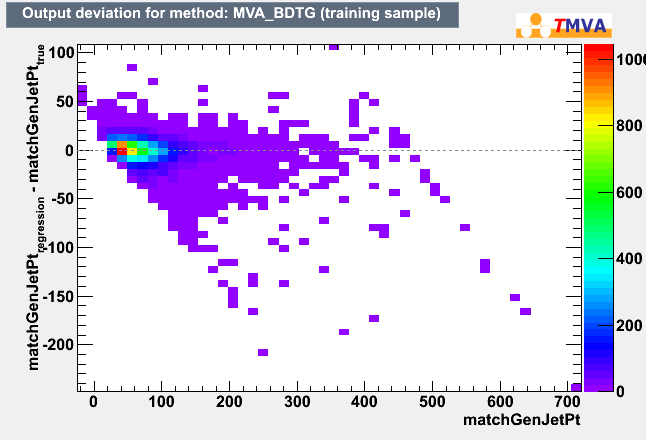 Output deviation for method: MVA_BDTG (training sample)
TMVA
matchGenJetPt_regression - matchGenJetPt_true
100
50
0
-50
-100
-150
-200
0 100 200 300 400 500 600 700
matchGenJetPt
1000
800
600
400
200
0